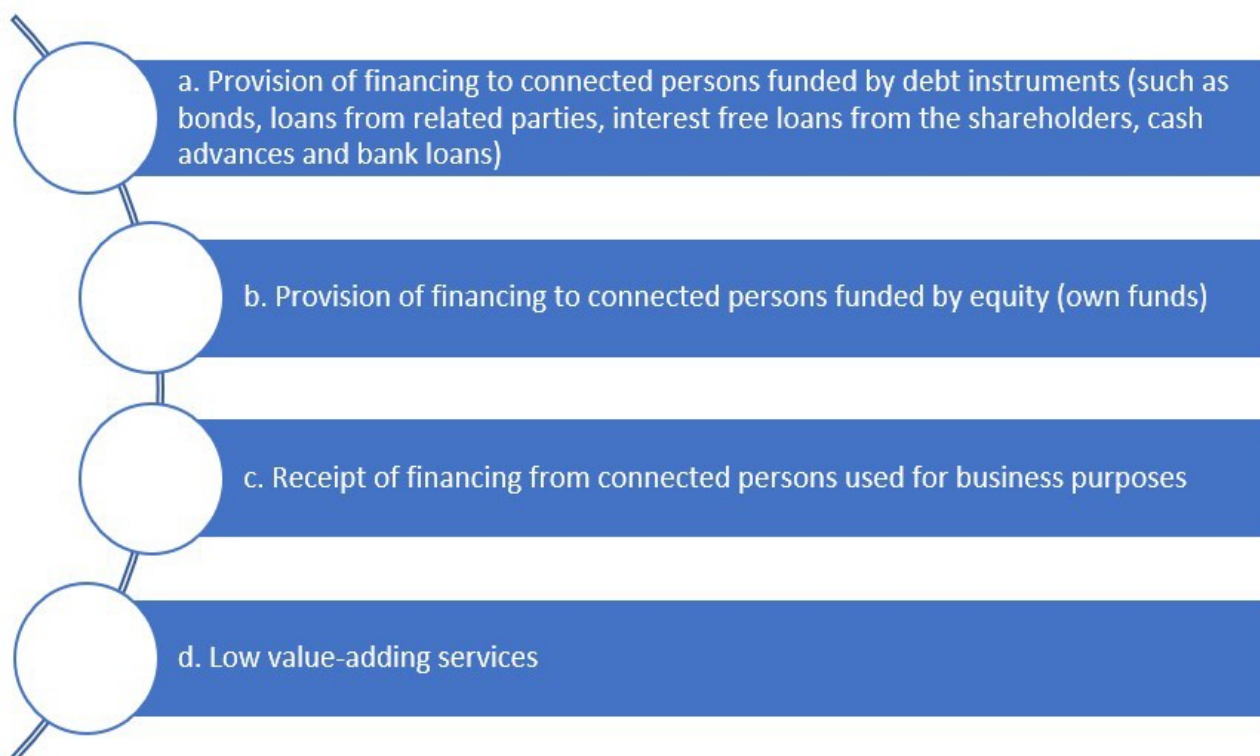 a. Provision of financing to connected persons funded by debt instruments (such as
bonds, loans from related parties, interest free loans from the shareholders, cash
advances and bank loans)
b. Provision of financing to connected persons funded by equity (own funds)
c. Receipt of financing from connected persons used for business purposes
d. Low value-adding services